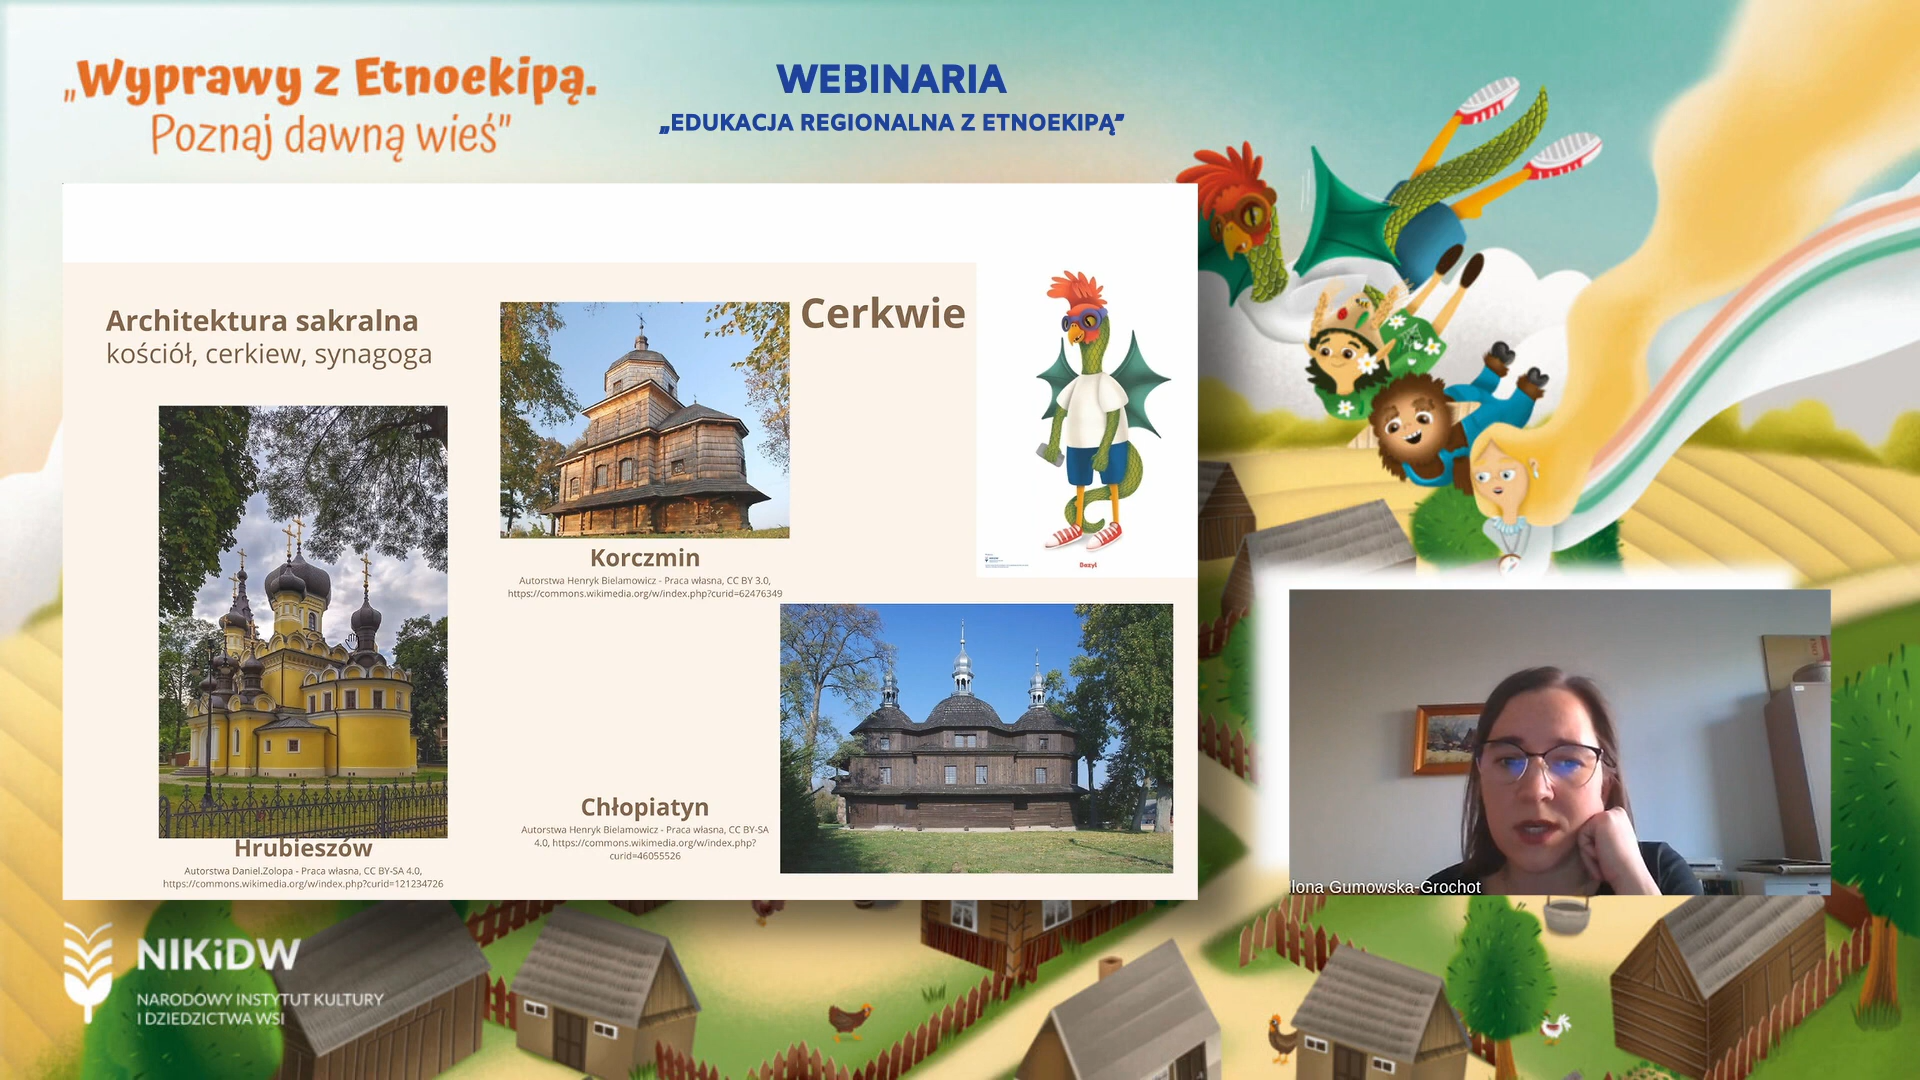 „Wyprawy z Etnoekipą.
Poznaj dawną wieś”
WEBINARIA
„EDUKACJA REGIONALNA Z ETNOEKIPĄ”
Architektura sakralna
kościół, cerkiew, synagoga
Cerkwie
Korczmin
Autorstwa Henryk Bielamowicz - Praca własna, CC BY 3.0,
https://commons.wikimedia.org/w/index.php?curid=62476349
Bazyl
Hrubieszów
Autorstwa Daniel.Zolopa - Praca własna, CC BY-SA 4.0,
https://commons.wikimedia.org/w/index.php?curid=121234726
Chłopiatyn
Autorstwa Henryk Bielamowicz - Praca własna, CC BY-SA
4.0, https://commons.wikimedia.org/w/index.php?
curid=46055526
Ilona Gumowska-Grochot
NIKiDW
NARODOWY INSTYTUT KULTURY
I DZIEDZICTWA WSI